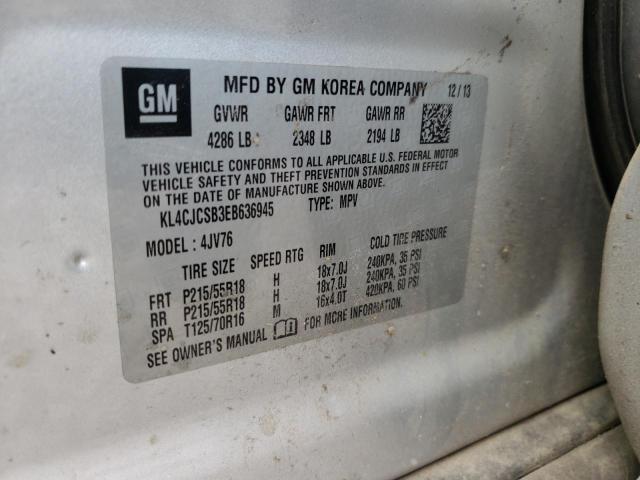 GM
MFD BY GM KOREA COMPANY 12/13
GVWR GAWR FRT GAWR RR
4286 LB 2348 LB 2194 LB
THIS VEHICLE CONFORMS TO ALL APPLICABLE U.S. FEDERAL MOTOR
VEHICLE SAFETY AND THEFT PREVENTION STANDARDS IN EFFECT
ON THE DATE OF MANUFACTURE SHOWN ABOVE.
KL4CJCSB3EB636945 TYPE: MPV
MODEL: 4JV76
TIRE SIZE SPEED RTG RIM COLD TIRE PRESSURE
FRT P215/55R18 H 18x7.0J 240KPA, 35 PSI
RR P215/55R18 H 18x7.0J 240KPA, 35 PSI
SPA T125/70R16 M 16x4.0T 420KPA, 60 PSI
SEE OWNER'S MANUAL FOR MORE INFORMATION.